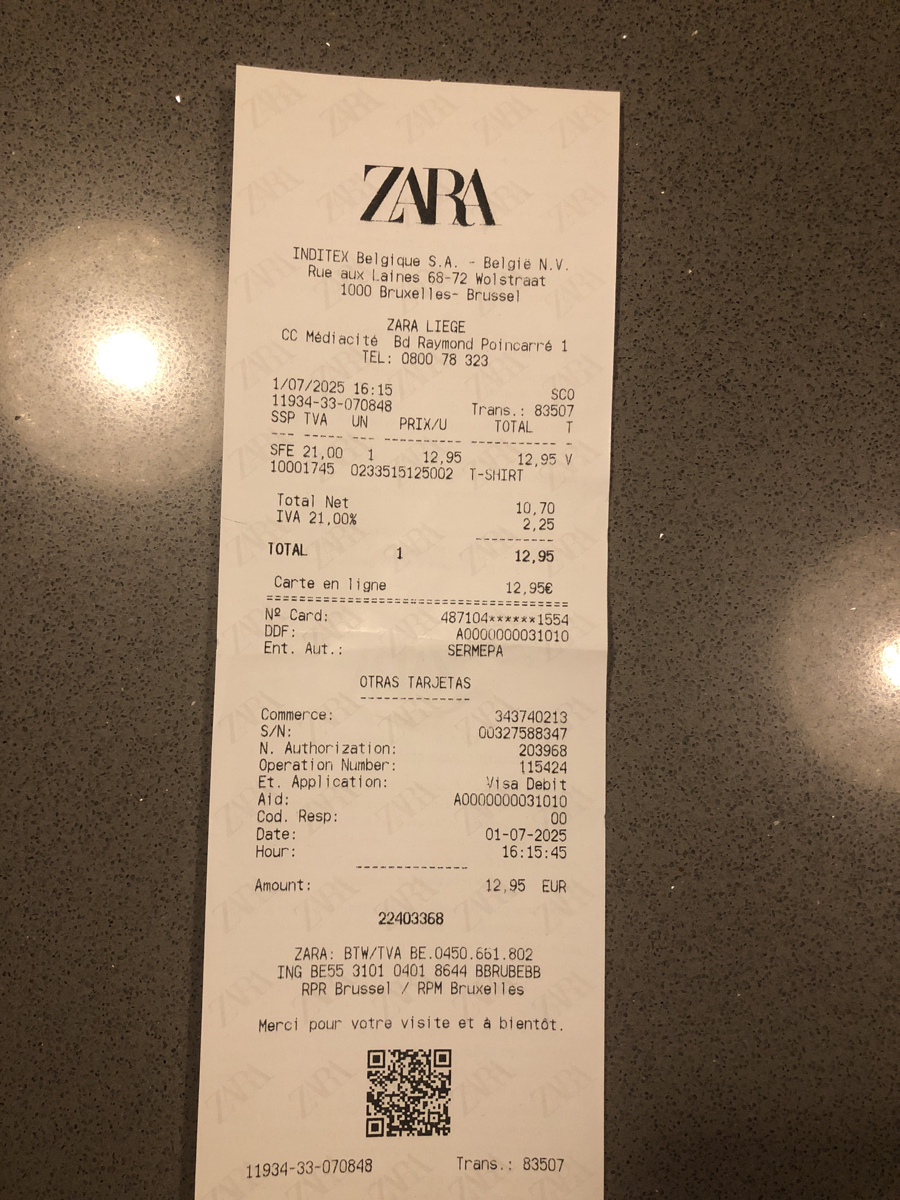 ZARA
INDITEX Belgique S.A. - België N.V.
Rue aux Laines 68-72 Wolstraat
1000 Bruxelles- Brussel
ZARA LIEGE
CC Médiacité Bd Raymond Poincarré 1
TEL: 0800 78 323
1/07/2025 16:15 SCO
11934-33-070848 Trans.: 83507
SSP TVA UN PRIX/U TOTAL T
--- ------ --- ---------- ---------- -
SFE 21,00 1 12,95 12,95 V
10001745 0233515125002 T-SHIRT
Total Net 10,70
IVA 21,00% 2,25
----------
TOTAL 1 12,95
Carte en ligne 12,95€
========================================
Nº Card: 487104******1554
DDF: A0000000031010
Ent. Aut.: SERMEPA
OTRAS TARJETAS
--------------
Commerce: 343740213
S/N: 00327588347
N. Authorization: 203968
Operation Number: 115424
Et. Application: Visa Debit
Aid: A0000000031010
Cod. Resp: 00
Date: 01-07-2025
Hour: 16:15:45
--------------
Amount: 12,95 EUR
22403368
ZARA: BTW/TVA BE.0450.661.802
ING BE55 3101 0401 8644 BBRUBEBB
RPR Brussel / RPM Bruxelles
Merci pour votre visite et à bientôt.
11934-33-070848 Trans.: 83507